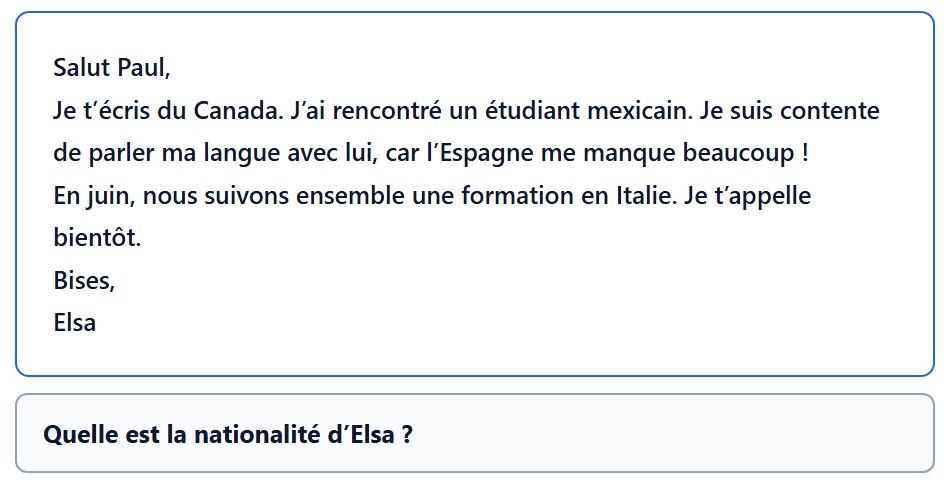 Salut Paul,
Je t’écris du Canada. J’ai rencontré un étudiant mexicain. Je suis contente
de parler ma langue avec lui, car l’Espagne me manque beaucoup !
En juin, nous suivons ensemble une formation en Italie. Je t’appelle
bientôt.
Bises,
Elsa
Quelle est la nationalité d’Elsa ?